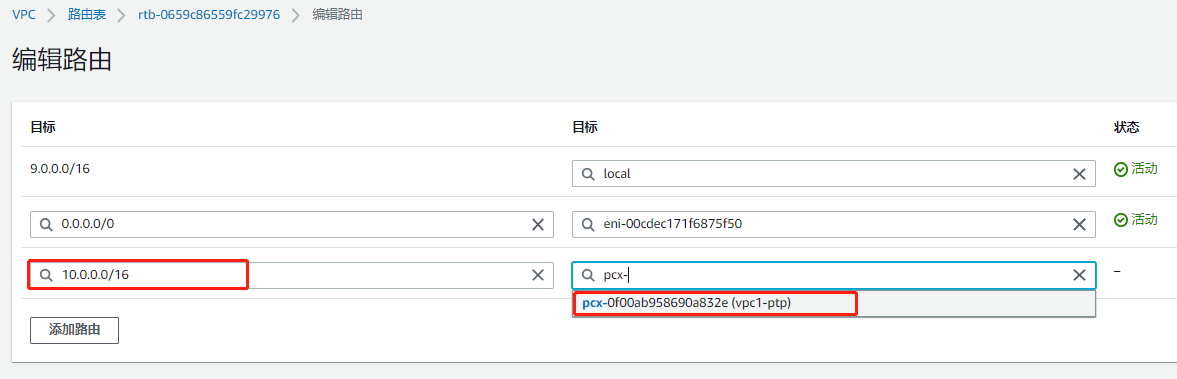 VPC > 路由表 > rtb-0659c86559fc29976 > 编辑路由
编辑路由
目标 目标 状态
9.0.0.0/16 local 活动
0.0.0.0/0 eni-00cdec171f6875f50 活动
10.0.0.0/16 pcx- –
pcx-0f00ab958690a832e (vpc1-ptp)
添加路由